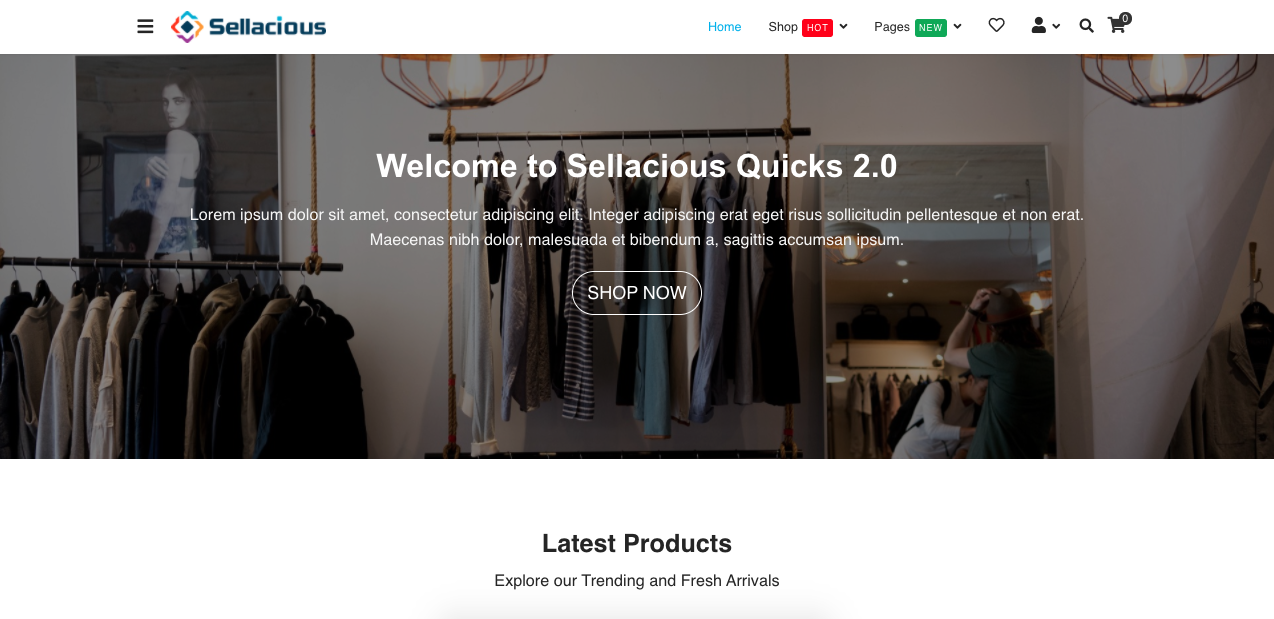 Sellacious
Home
Shop HOT
Pages NEW
0
Welcome to Sellacious Quicks 2.0
Lorem ipsum dolor sit amet, consectetur adipiscing elit. Integer adipiscing erat eget risus sollicitudin pellentesque et non erat.
Maecenas nibh dolor, malesuada et bibendum a, sagittis accumsan ipsum.
SHOP NOW
Latest Products
Explore our Trending and Fresh Arrivals